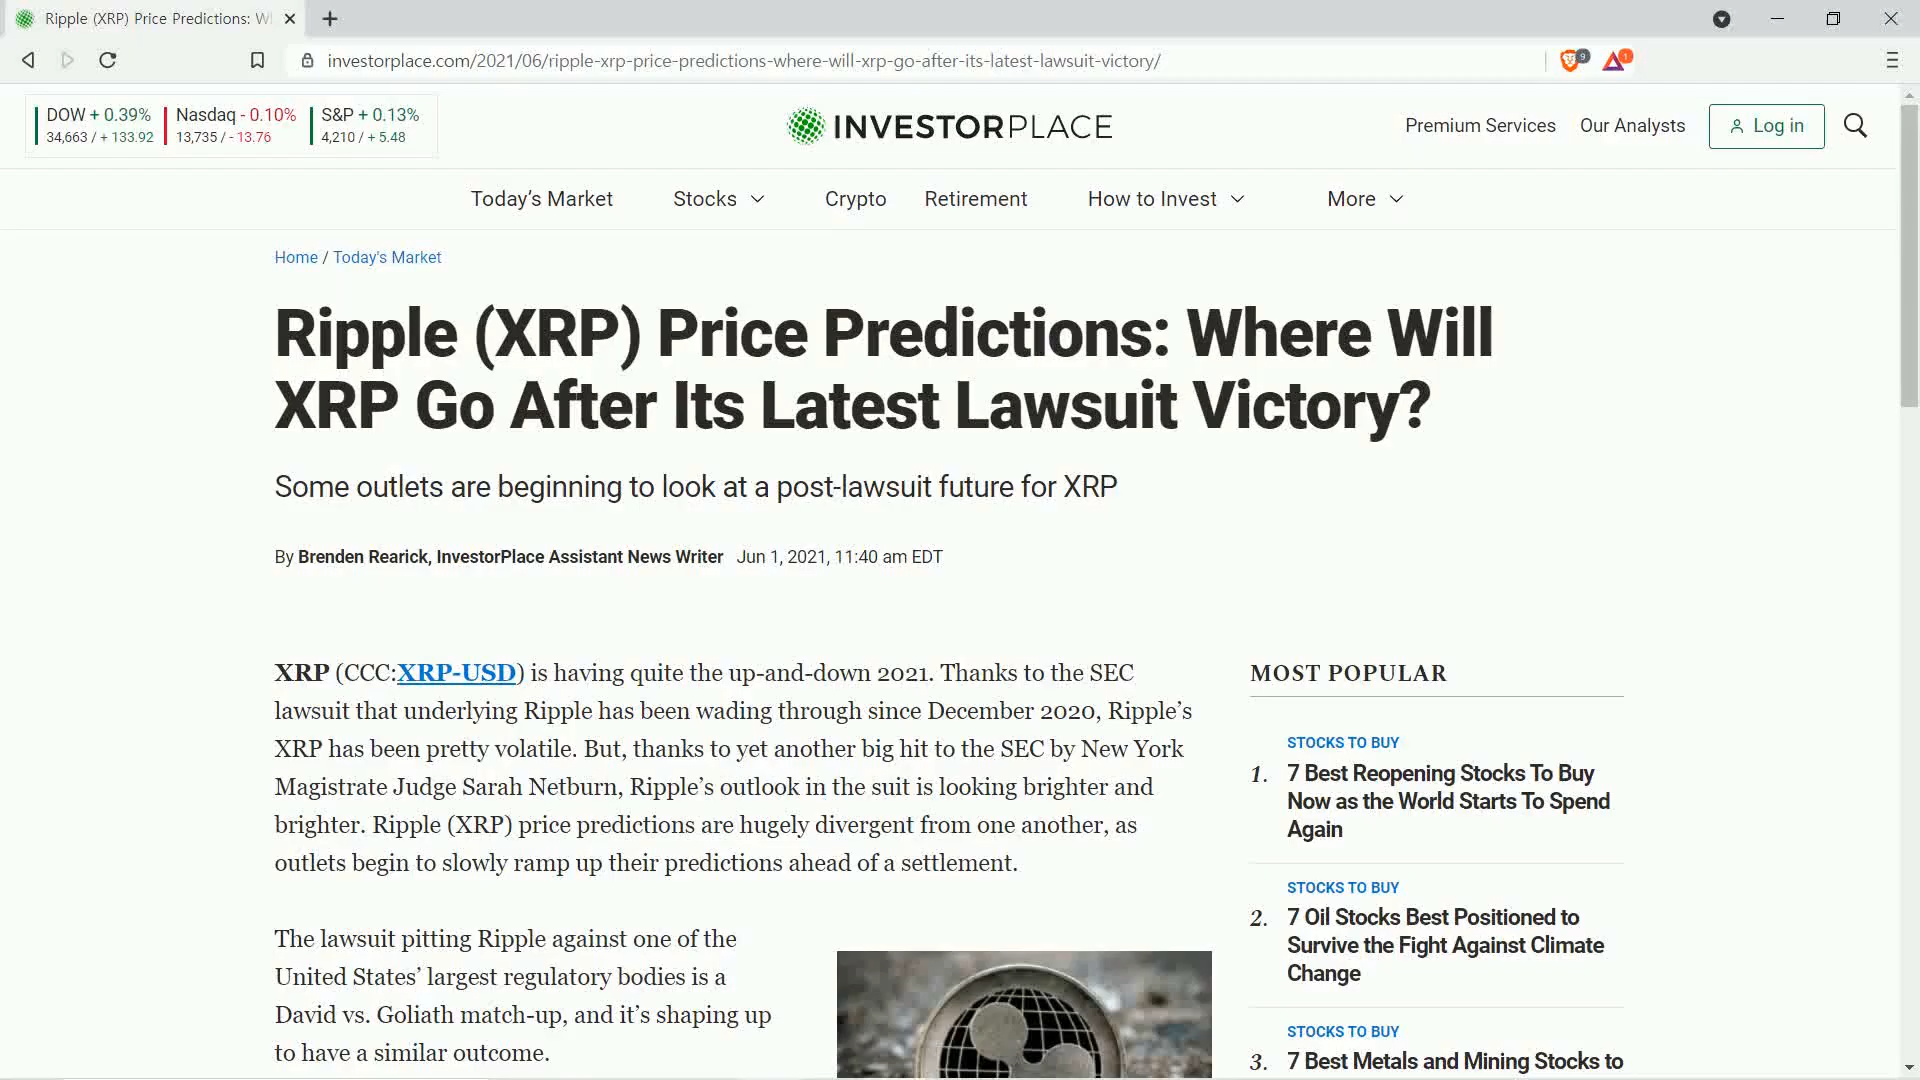 Ripple (XRP) Price Predictions: W
investorplace.com/2021/06/ripple-xrp-price-predictions-where-will-xrp-go-after-its-latest-lawsuit-victory/
9
1
DOW + 0.39%
34,663 / + 133.92
Nasdaq - 0.10%
13,735 / - 13.76
S&P + 0.13%
4,210 / + 5.48
INVESTORPLACE
Premium Services
Our Analysts
Log in
Today’s Market
Stocks
Crypto
Retirement
How to Invest
More
Home / Today's Market
Ripple (XRP) Price Predictions: Where Will
XRP Go After Its Latest Lawsuit Victory?
Some outlets are beginning to look at a post-lawsuit future for XRP
By Brenden Rearick, InvestorPlace Assistant News Writer Jun 1, 2021, 11:40 am EDT
XRP (CCC:XRP-USD) is having quite the up-and-down 2021. Thanks to the SEC
lawsuit that underlying Ripple has been wading through since December 2020, Ripple’s
XRP has been pretty volatile. But, thanks to yet another big hit to the SEC by New York
Magistrate Judge Sarah Netburn, Ripple’s outlook in the suit is looking brighter and
brighter. Ripple (XRP) price predictions are hugely divergent from one another, as
outlets begin to slowly ramp up their predictions ahead of a settlement.
The lawsuit pitting Ripple against one of the
United States’ largest regulatory bodies is a
David vs. Goliath match-up, and it’s shaping up
to have a similar outcome.
MOST POPULAR
STOCKS TO BUY
1. 7 Best Reopening Stocks To Buy
Now as the World Starts To Spend
Again
STOCKS TO BUY
2. 7 Oil Stocks Best Positioned to
Survive the Fight Against Climate
Change
STOCKS TO BUY
3. 7 Best Metals and Mining Stocks to